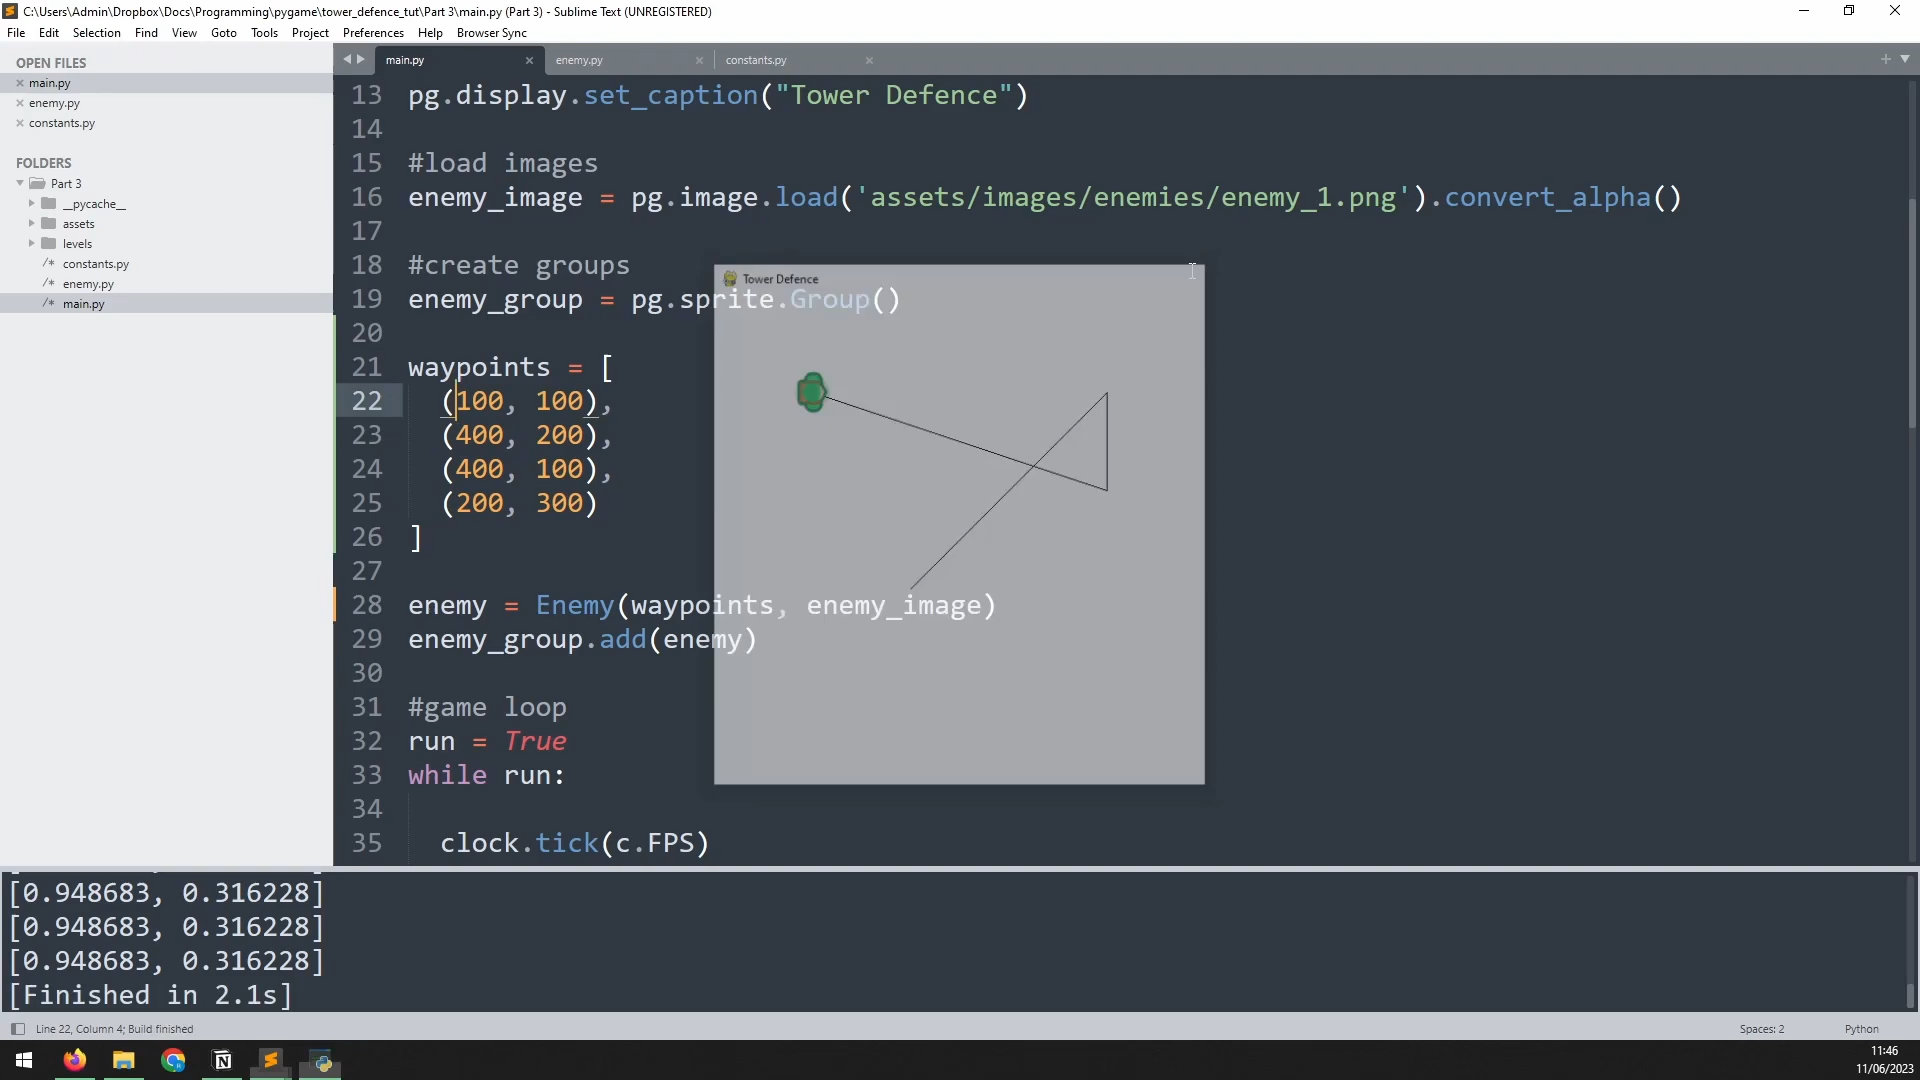 C:\Users\Admin\Dropbox\Docs\Programming\pygame\tower_defence_tut\Part 3\main.py (Part 3) - Sublime Text (UNREGISTERED)
File Edit Selection Find View Goto Tools Project Preferences Help Browser Sync
OPEN FILES
main.py
enemy.py
constants.py
FOLDERS
Part 3
__pycache__
assets
levels
/* constants.py
/* enemy.py
/* main.py
main.py enemy.py constants.py
13 pg.display.set_caption("Tower Defence")
14
15 #load images
16 enemy_image = pg.image.load('assets/images/enemies/enemy_1.png').convert_alpha()
17
18 #create groups
Tower Defence
19 enemy_group = pg.sprite.Group()
20
21 waypoints = [
22 (100, 100),
23 (400, 200),
24 (400, 100),
25 (200, 300)
26 ]
27
28 enemy = Enemy(waypoints, enemy_image)
29 enemy_group.add(enemy)
30
31 #game loop
32 run = True
33 while run:
34
35 clock.tick(c.FPS)
[0.948683, 0.316228]
[0.948683, 0.316228]
[0.948683, 0.316228]
[Finished in 2.1s]
Line 22, Column 4; Build finished
Spaces: 2 Python
11:46
11/06/2023